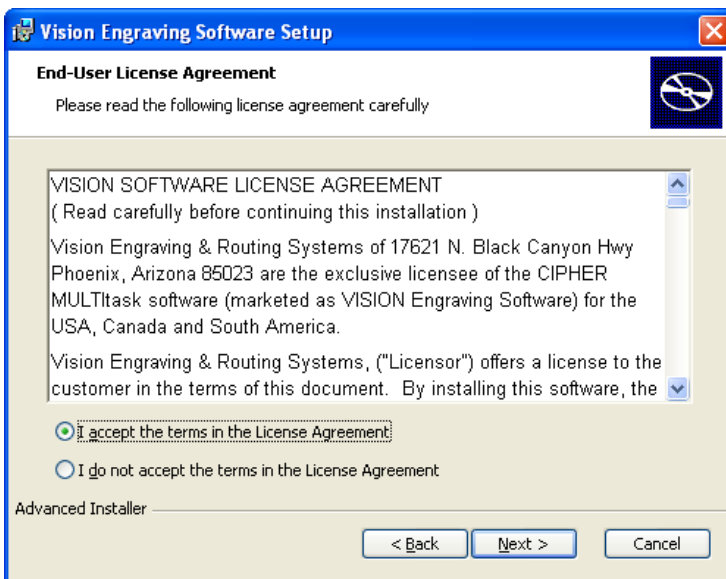 Vision Engraving Software Setup
End-User License Agreement
Please read the following license agreement carefully
VISION SOFTWARE LICENSE AGREEMENT
( Read carefully before continuing this installation )
Vision Engraving & Routing Systems of 17621 N. Black Canyon Hwy
Phoenix, Arizona 85023 are the exclusive licensee of the CIPHER
MULTItask software (marketed as VISION Engraving Software) for the
USA, Canada and South America.
Vision Engraving & Routing Systems, ("Licensor") offers a license to the
customer in the terms of this document.  By installing this software, the
I accept the terms in the License Agreement
I do not accept the terms in the License Agreement
Advanced Installer
< Back Next > Cancel